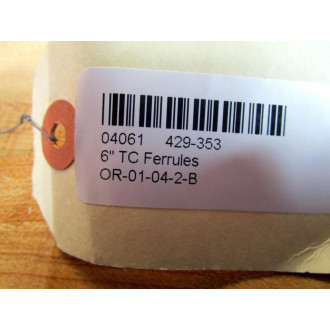 04061 429-353
6" TC Ferrules
OR-01-04-2-B